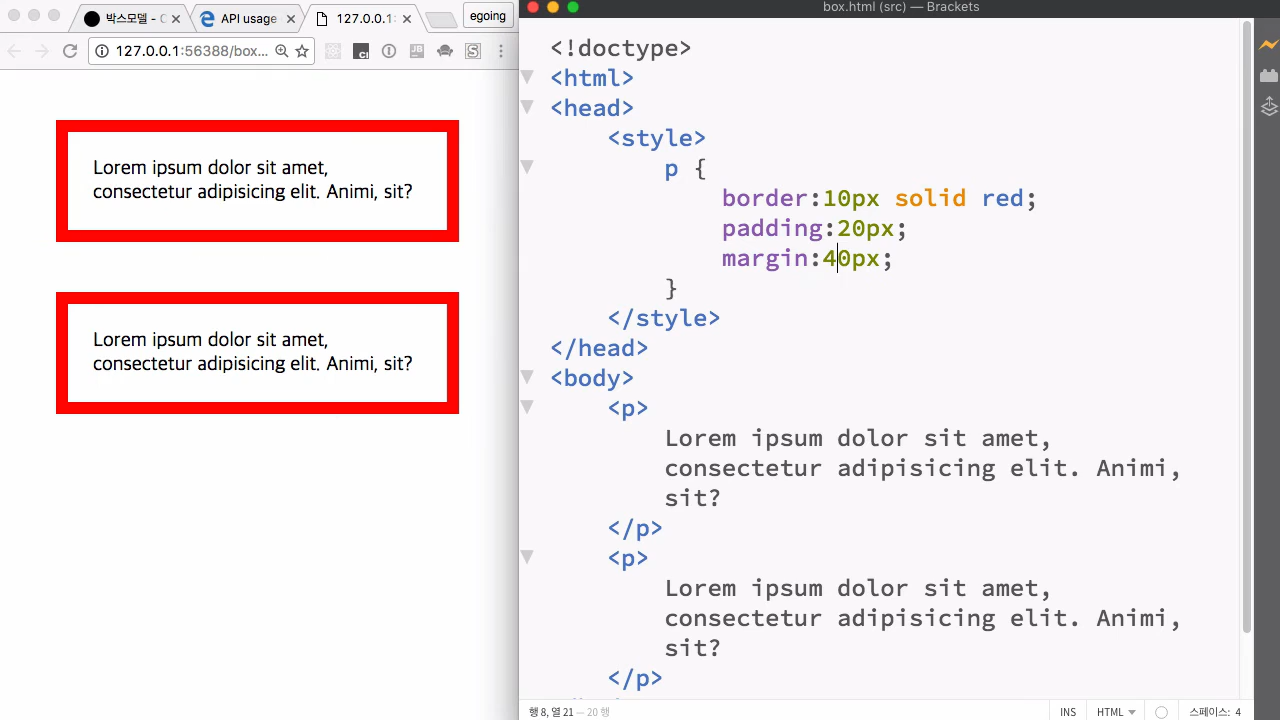 박스모델 - C
API usage
127.0.0.1:
egoing
127.0.0.1:56388/box...
Lorem ipsum dolor sit amet,
consectetur adipisicing elit. Animi, sit?
Lorem ipsum dolor sit amet,
consectetur adipisicing elit. Animi, sit?
box.html (src) — Brackets
<!doctype>
<html>
<head>
<style>
p {
border:10px solid red;
padding:20px;
margin:40px;
}
</style>
</head>
<body>
<p>
Lorem ipsum dolor sit amet,
consectetur adipisicing elit. Animi,
sit?
</p>
<p>
Lorem ipsum dolor sit amet,
consectetur adipisicing elit. Animi,
sit?
</p>
행 8, 열 21 — 20 행
INS
HTML
스페이스: 4